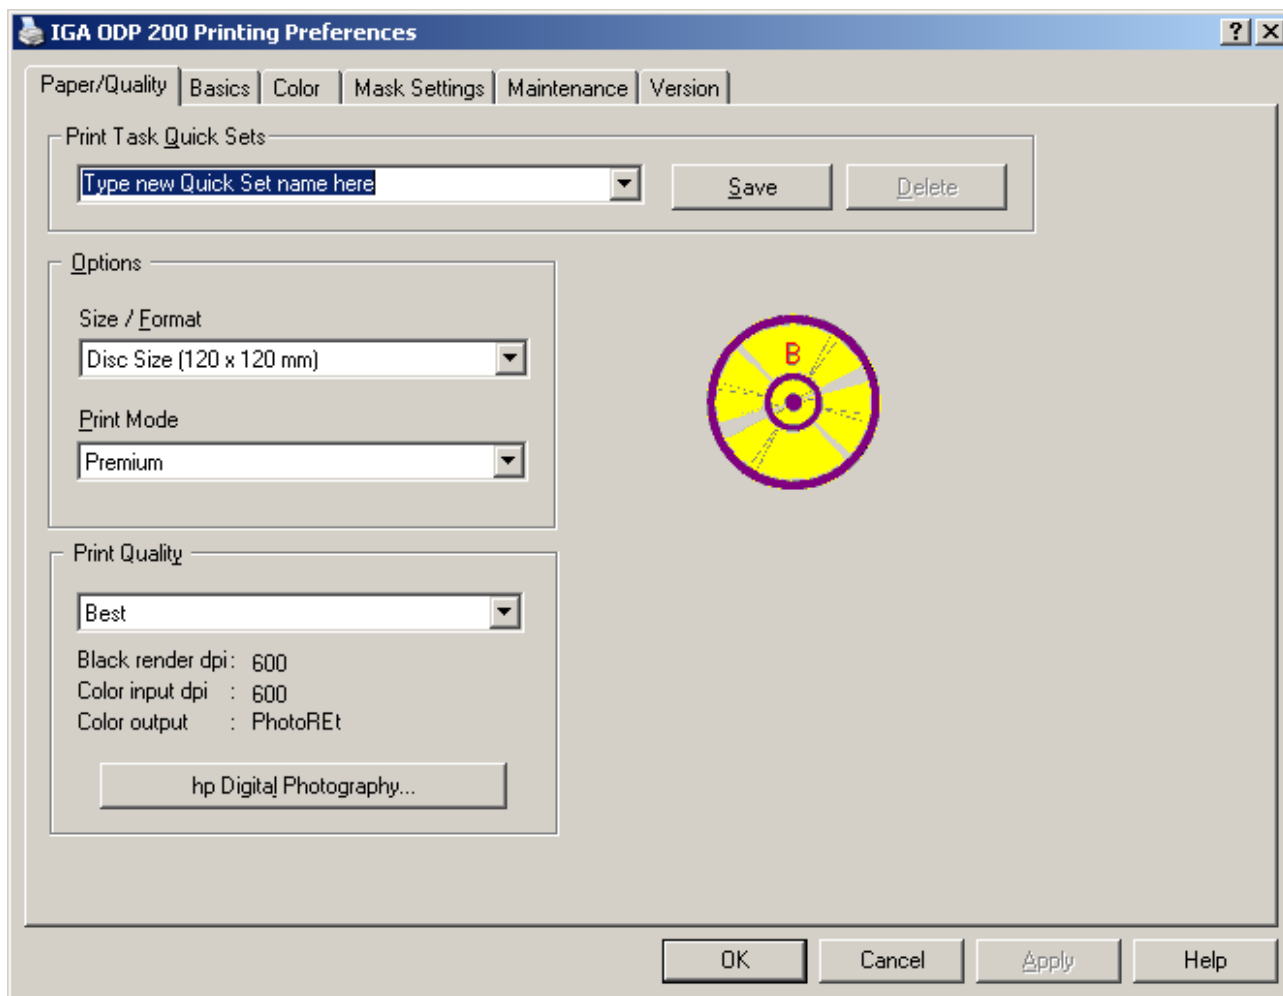 IGA ODP 200 Printing Preferences
Paper/Quality Basics Color Mask Settings Maintenance Version
Print Task Quick Sets
Type new Quick Set name here Save Delete
Options
Size / Format
Disc Size (120 x 120 mm)
B
Print Mode
Premium
Print Quality
Best
Black render dpi: 600
Color input dpi : 600
Color output : PhotoREt
hp Digital Photography...
OK Cancel Apply Help